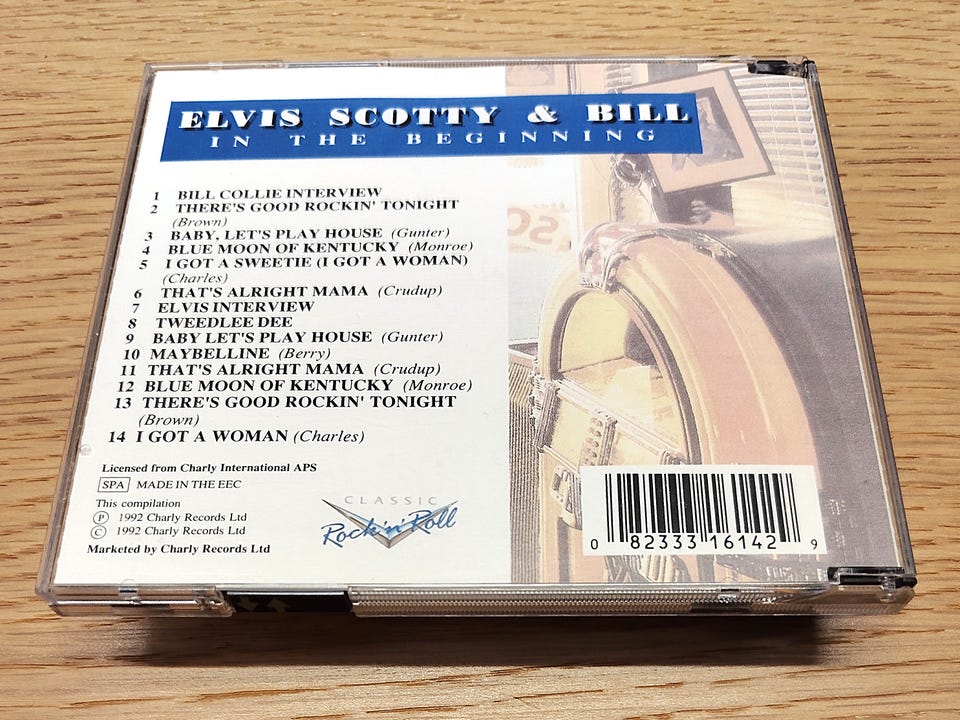 ELVIS SCOTTY & BILL
IN THE BEGINNING
1 BILL COLLIE INTERVIEW
2 THERE'S GOOD ROCKIN' TONIGHT
(Brown)
3 BABY, LET'S PLAY HOUSE (Gunter)
4 BLUE MOON OF KENTUCKY (Monroe)
5 I GOT A SWEETIE (I GOT A WOMAN)
(Charles)
6 THAT'S ALRIGHT MAMA (Crudup)
7 ELVIS INTERVIEW
8 TWEEDLEE DEE
9 BABY LET'S PLAY HOUSE (Gunter)
10 MAYBELLINE (Berry)
11 THAT'S ALRIGHT MAMA (Crudup)
12 BLUE MOON OF KENTUCKY (Monroe)
13 THERE'S GOOD ROCKIN' TONIGHT
(Brown)
14 I GOT A WOMAN (Charles)
Licensed from Charly International APS
SPA MADE IN THE EEC
This compilation
Ⓟ 1992 Charly Records Ltd
© 1992 Charly Records Ltd
Marketed by Charly Records Ltd
CLASSIC
Rock 'n' Roll
0 82333 16142 9